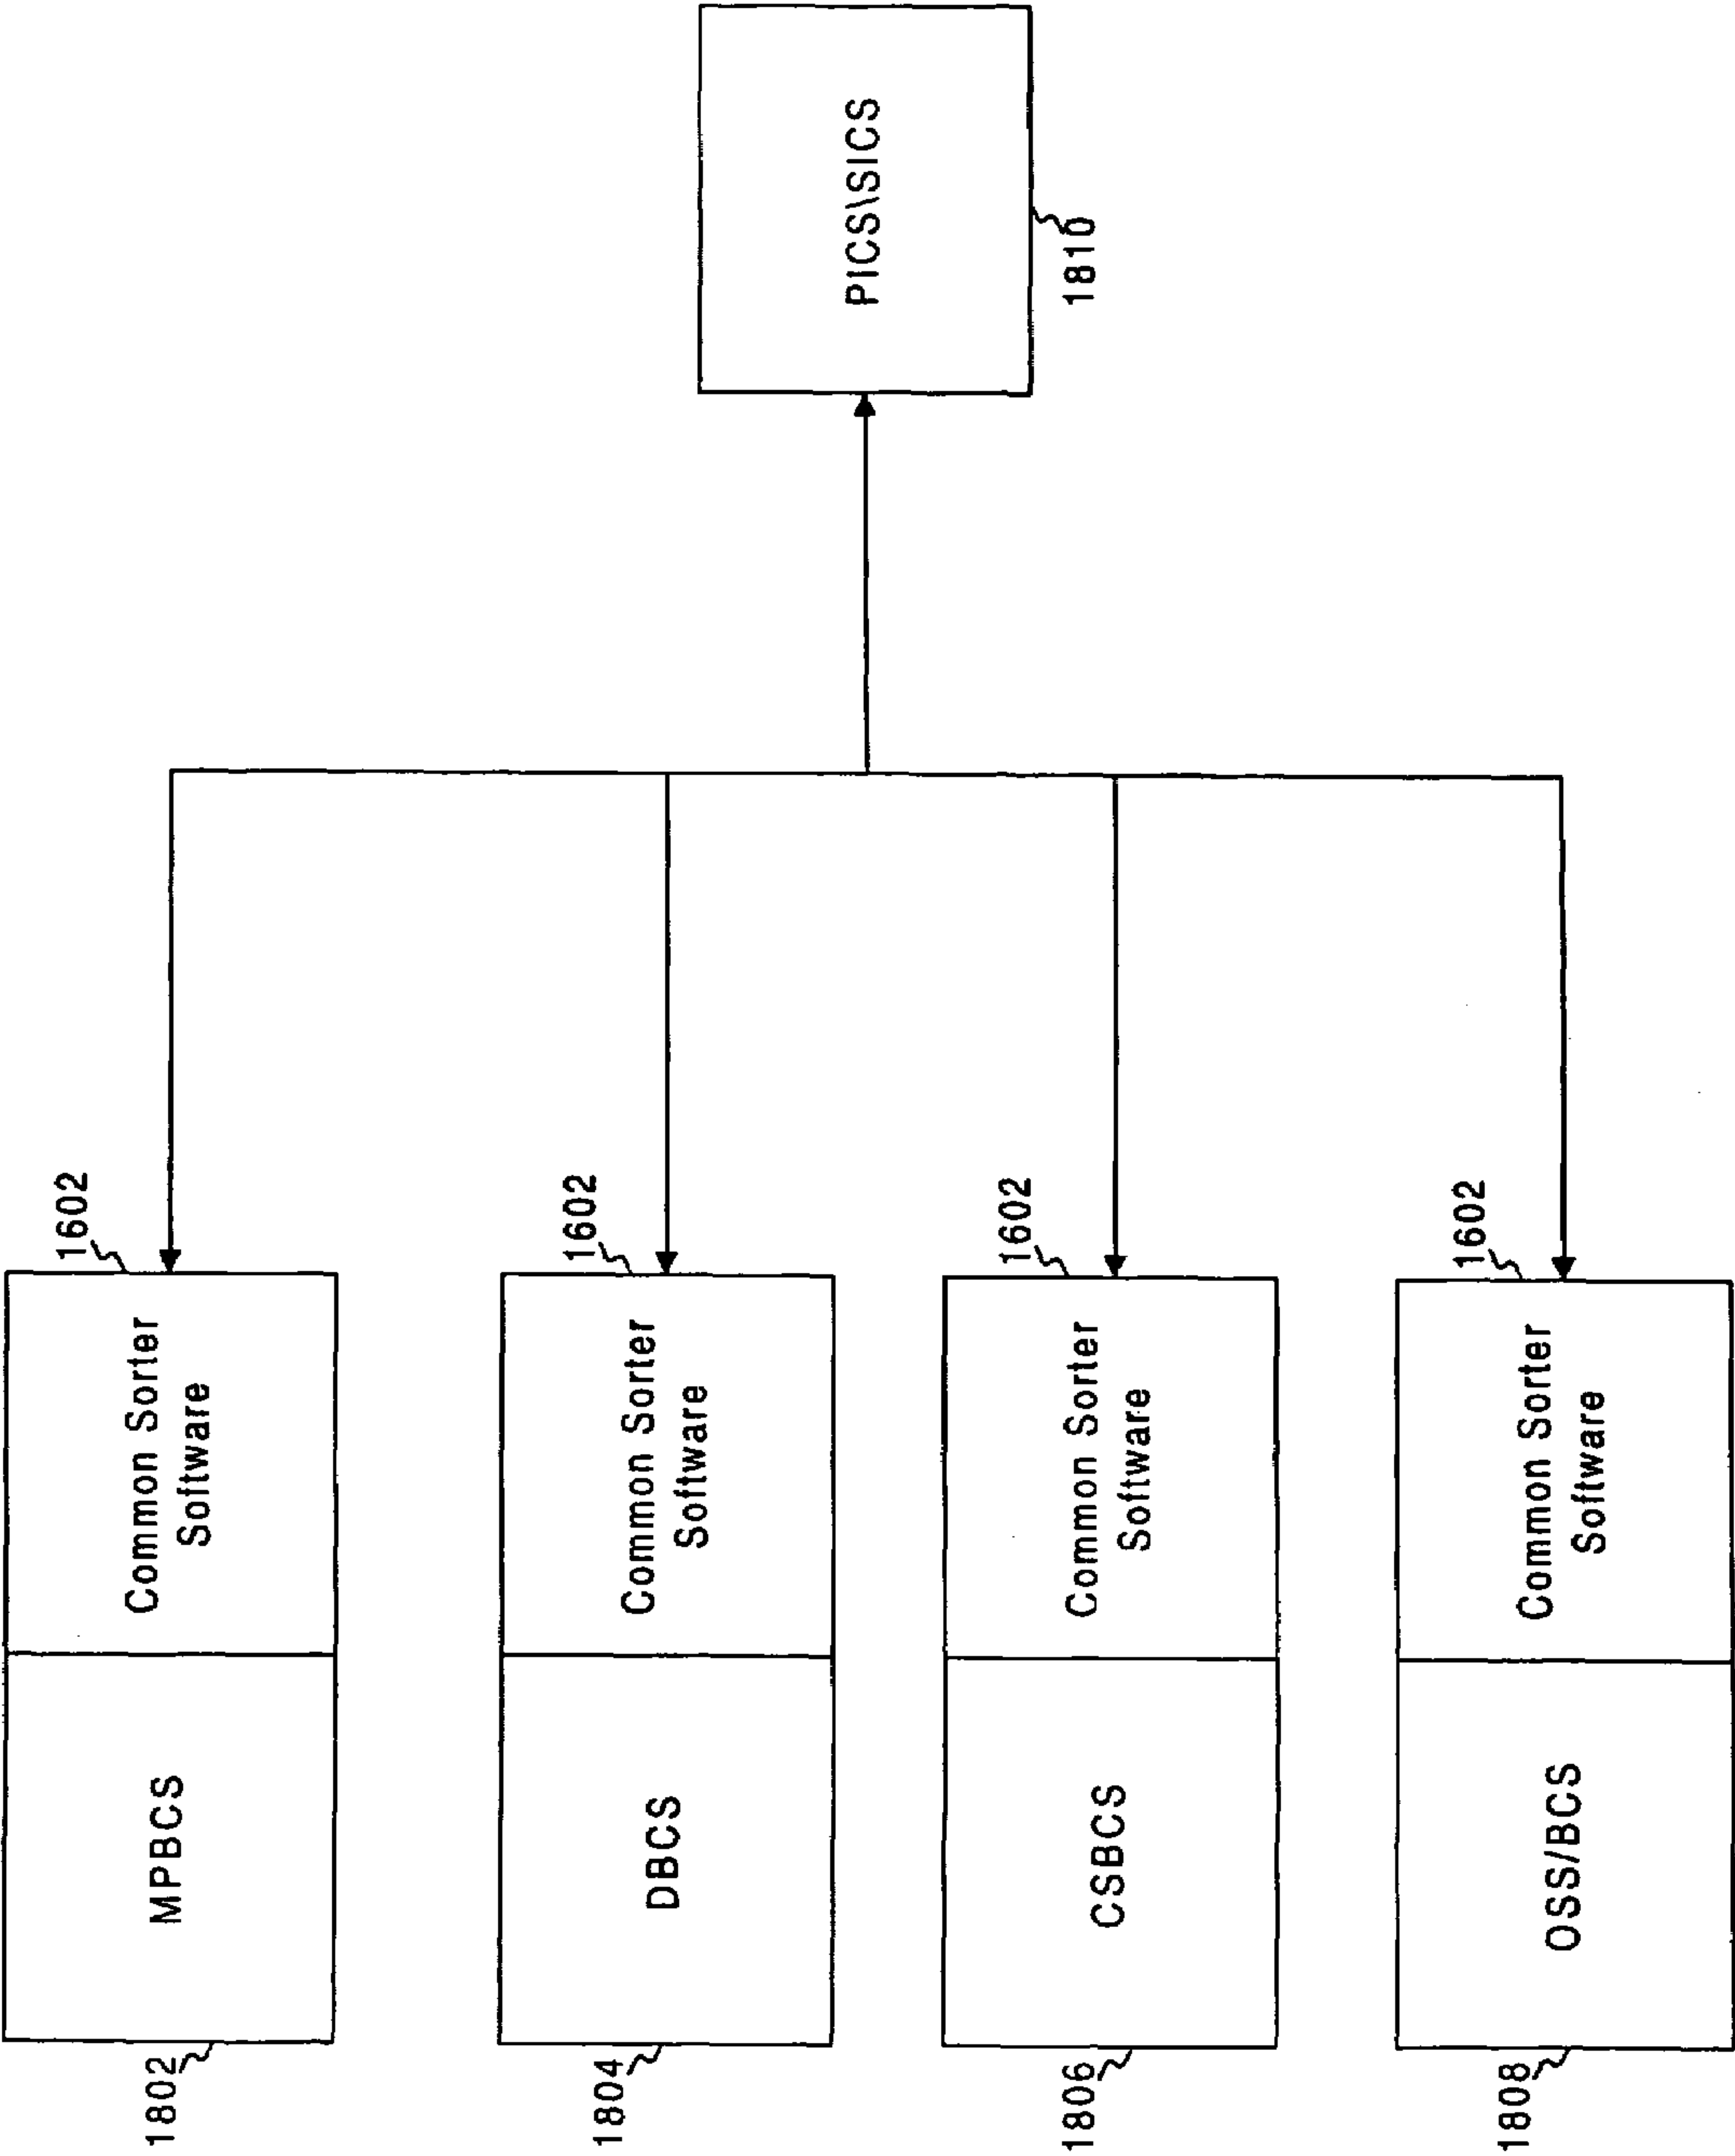 1802
MPBCS
Common Sorter
Software
1602
1804
DBCS
Common Sorter
Software
1602
1806
CSBCS
Common Sorter
Software
1602
1808
OSS/BCS
Common Sorter
Software
1602
PICS\SICS
1810